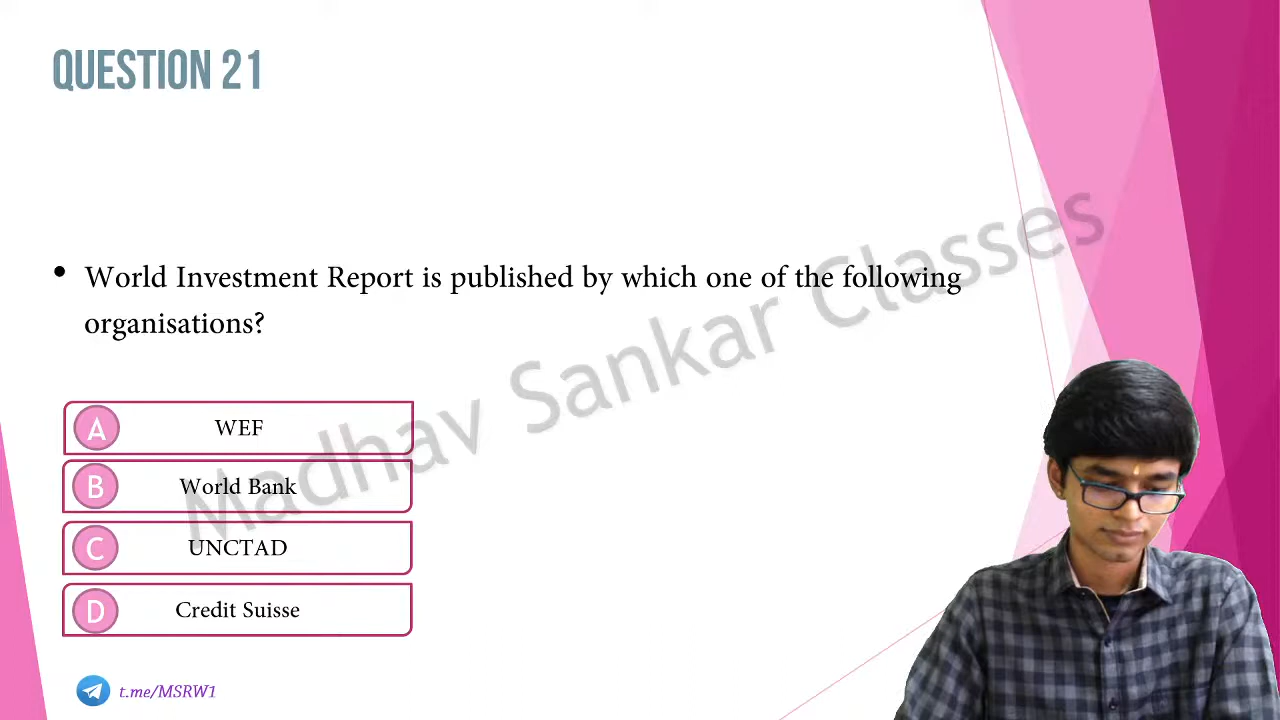 QUESTION 21
• World Investment Report is published by which one of the following
organisations?
A WEF
B World Bank
C UNCTAD
D Credit Suisse
Madhav Sankar Classes
t.me/MSRW1